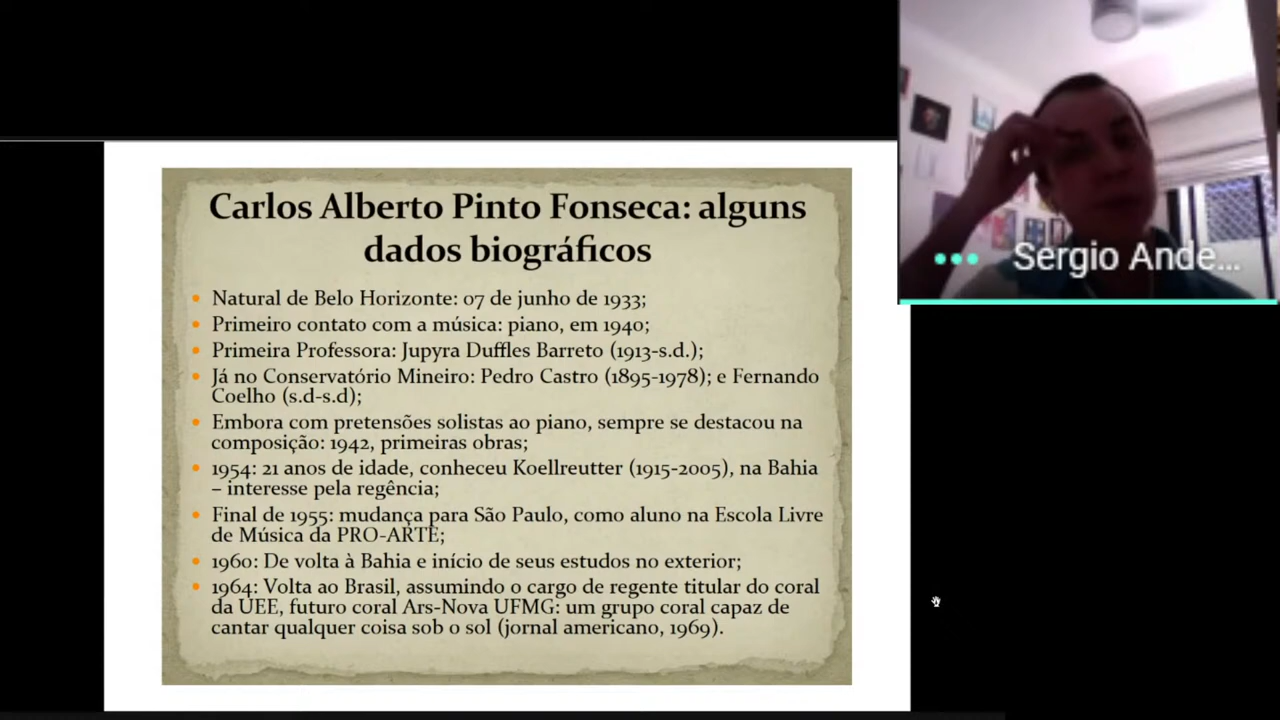 Carlos Alberto Pinto Fonseca: alguns
dados biográficos
Natural de Belo Horizonte: 07 de junho de 1933;
Primeiro contato com a música: piano, em 1940;
Primeira Professora: Jupyra Duffles Barreto (1913-s.d.);
Já no Conservatório Mineiro: Pedro Castro (1895-1978); e Fernando
Coelho (s.d-s.d);
Embora com pretensões solistas ao piano, sempre se destacou na
composição: 1942, primeiras obras;
1954: 21 anos de idade, conheceu Koellreutter (1915-2005), na Bahia
– interesse pela regência;
Final de 1955: mudança para São Paulo, como aluno na Escola Livre
de Música da PRO-ARTE;
1960: De volta à Bahia e início de seus estudos no exterior;
1964: Volta ao Brasil, assumindo o cargo de regente titular do coral
da UEE, futuro coral Ars-Nova UFMG: um grupo coral capaz de
cantar qualquer coisa sob o sol (jornal americano, 1969).
Sergio Ande...